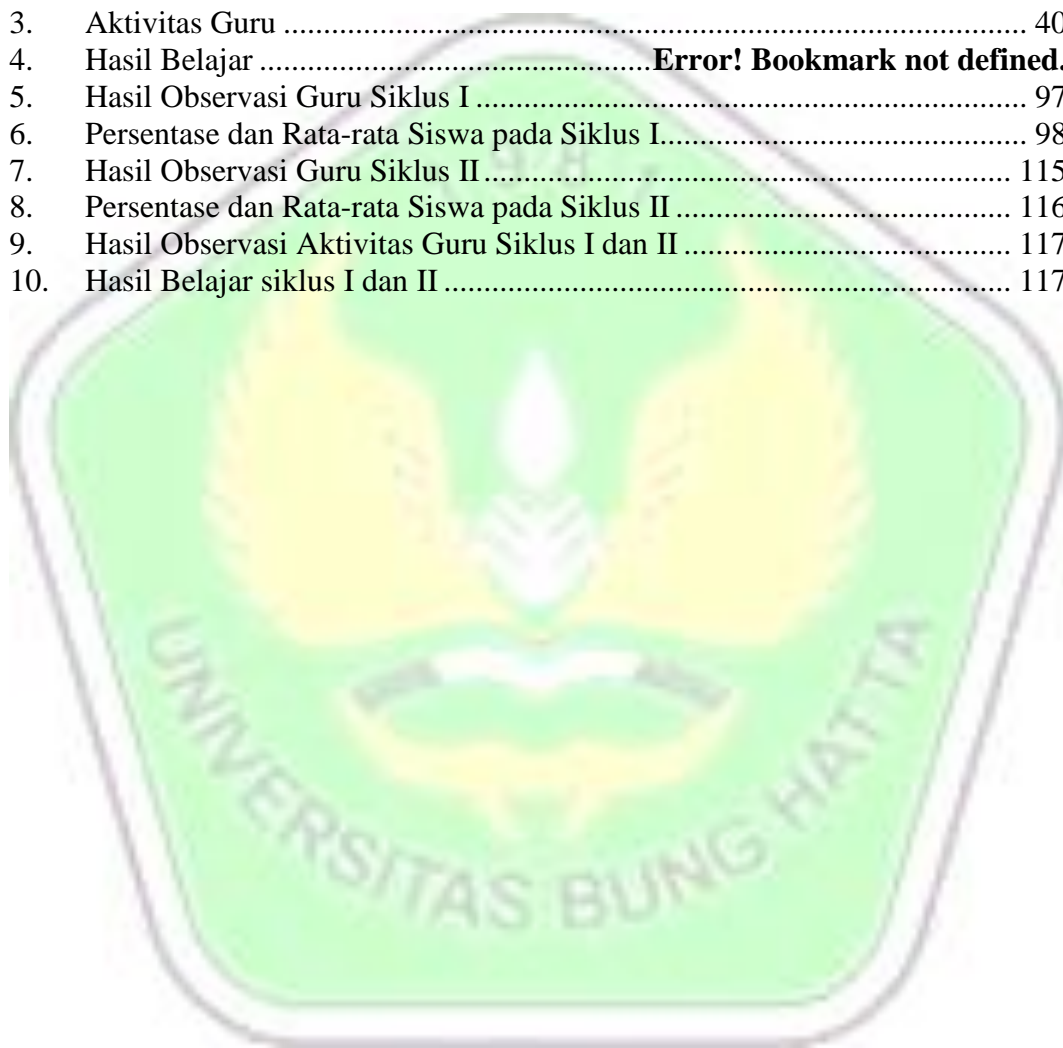 3. Aktivitas Guru ........................................................................................ 40
4. Hasil Belajar ..............................................Error! Bookmark not defined.
5. Hasil Observasi Guru Siklus I ................................................................. 97
6. Persentase dan Rata-rata Siswa pada Siklus I........................................... 98
7. Hasil Observasi Guru Siklus II .............................................................. 115
8. Persentase dan Rata-rata Siswa pada Siklus II ........................................ 116
9. Hasil Observasi Aktivitas Guru Siklus I dan II ....................................... 117
10. Hasil Belajar siklus I dan II ................................................................... 117
UNIVERSITAS BUNG HATTA